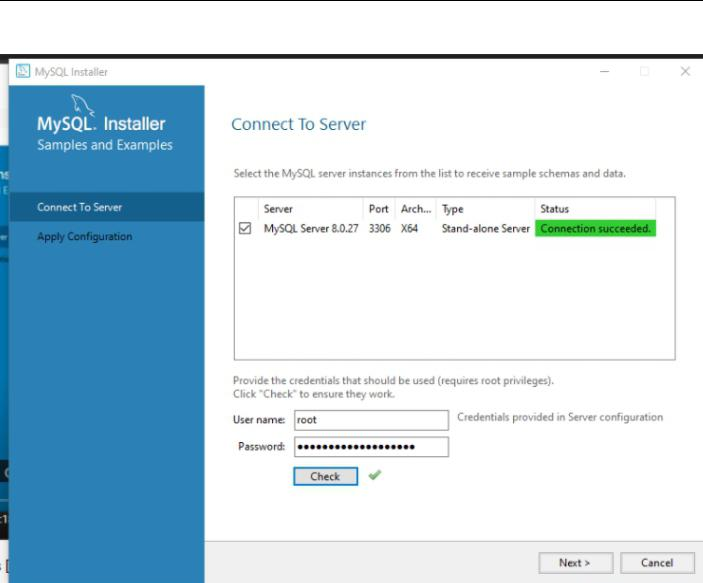 MySQL Installer
MySQL. Installer
Samples and Examples
Connect To Server
Apply Configuration
Connect To Server
Select the MySQL server instances from the list to receive sample schemas and data.
Server Port Arch... Type Status
MySQL Server 8.0.27 3306 X64 Stand-alone Server Connection succeeded.
Provide the credentials that should be used (requires root privileges).
Click "Check" to ensure they work.
User name: root Credentials provided in Server configuration
Password: •••••••••••••••••••
Check
Next > Cancel